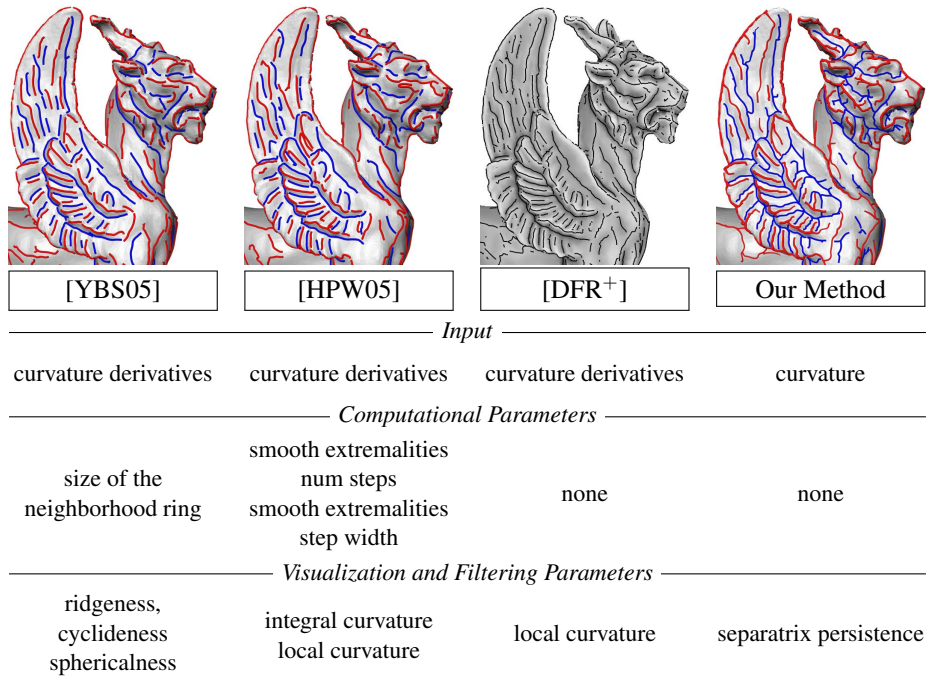 [YBS05] [HPW05] [DFR+] Our Method
Input
curvature derivatives curvature derivatives curvature derivatives curvature
Computational Parameters
size of the
neighborhood ring
smooth extremalities
num steps
smooth extremalities
step width
none
none
Visualization and Filtering Parameters
ridgeness,
cyclideness
sphericalness
integral curvature
local curvature
local curvature
separatrix persistence